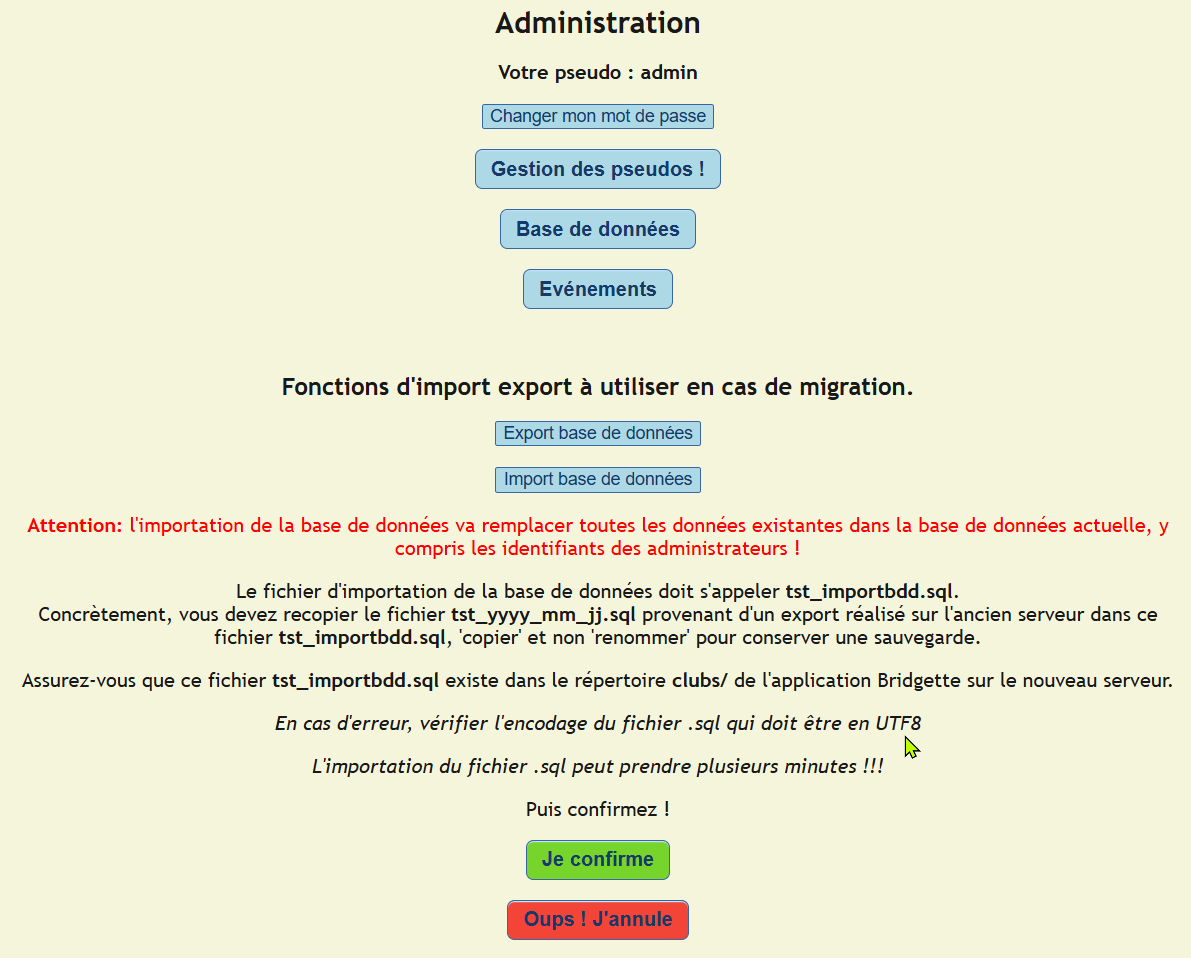 Administration
Votre pseudo : admin
Changer mon mot de passe
Gestion des pseudos !
Base de données
Evénements
Fonctions d'import export à utiliser en cas de migration.
Export base de données
Import base de données
Attention: l'importation de la base de données va remplacer toutes les données existantes dans la base de données actuelle, y
compris les identifiants des administrateurs !
Le fichier d'importation de la base de données doit s'appeler tst_importbdd.sql.
Concrètement, vous devez recopier le fichier tst_yyyy_mm_jj.sql provenant d'un export réalisé sur l'ancien serveur dans ce
fichier tst_importbdd.sql, 'copier' et non 'renommer' pour conserver une sauvegarde.
Assurez-vous que ce fichier tst_importbdd.sql existe dans le répertoire clubs/ de l'application Bridgette sur le nouveau serveur.
En cas d'erreur, vérifier l'encodage du fichier .sql qui doit être en UTF8
L'importation du fichier .sql peut prendre plusieurs minutes !!!
Puis confirmez !
Je confirme
Oups ! J'annule